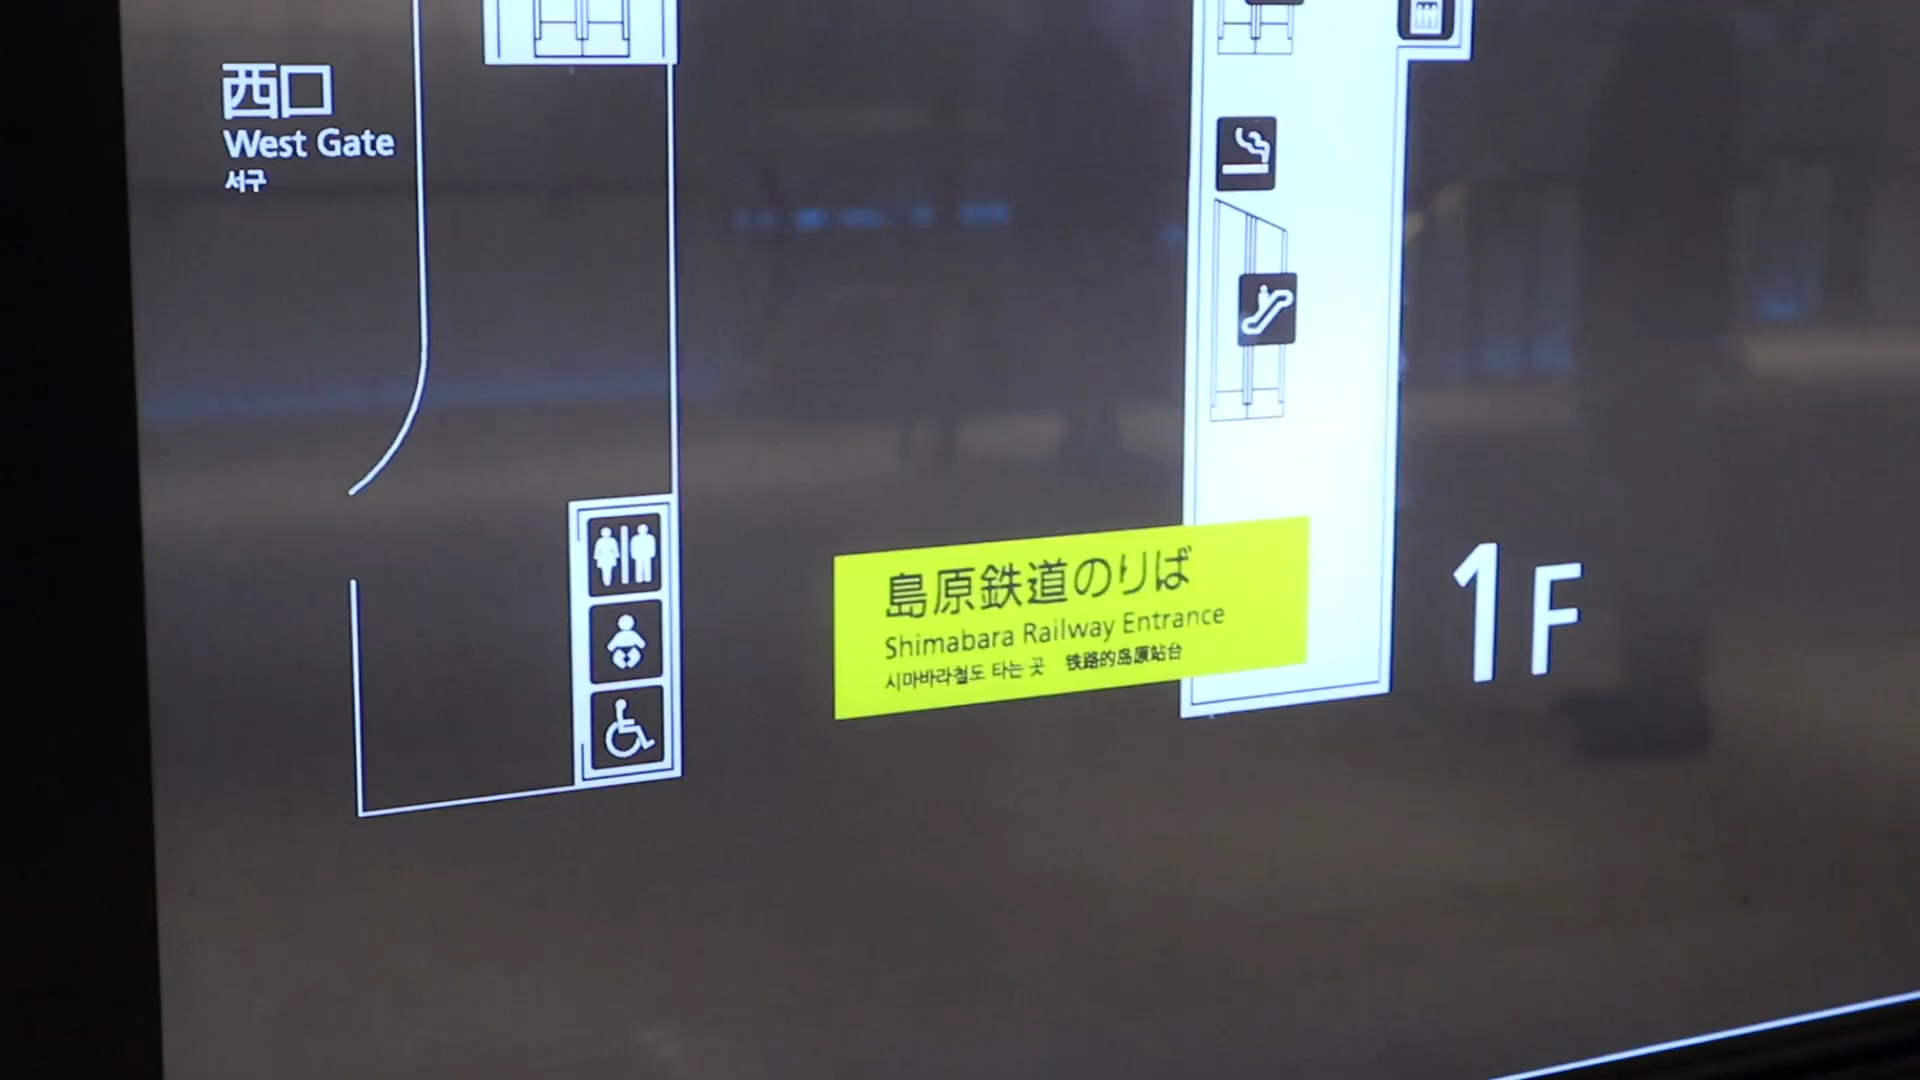 西口
West Gate
서구
島原鉄道のりば
Shimabara Railway Entrance
시마바라철도 타는 곳 铁路的岛原站台
1F